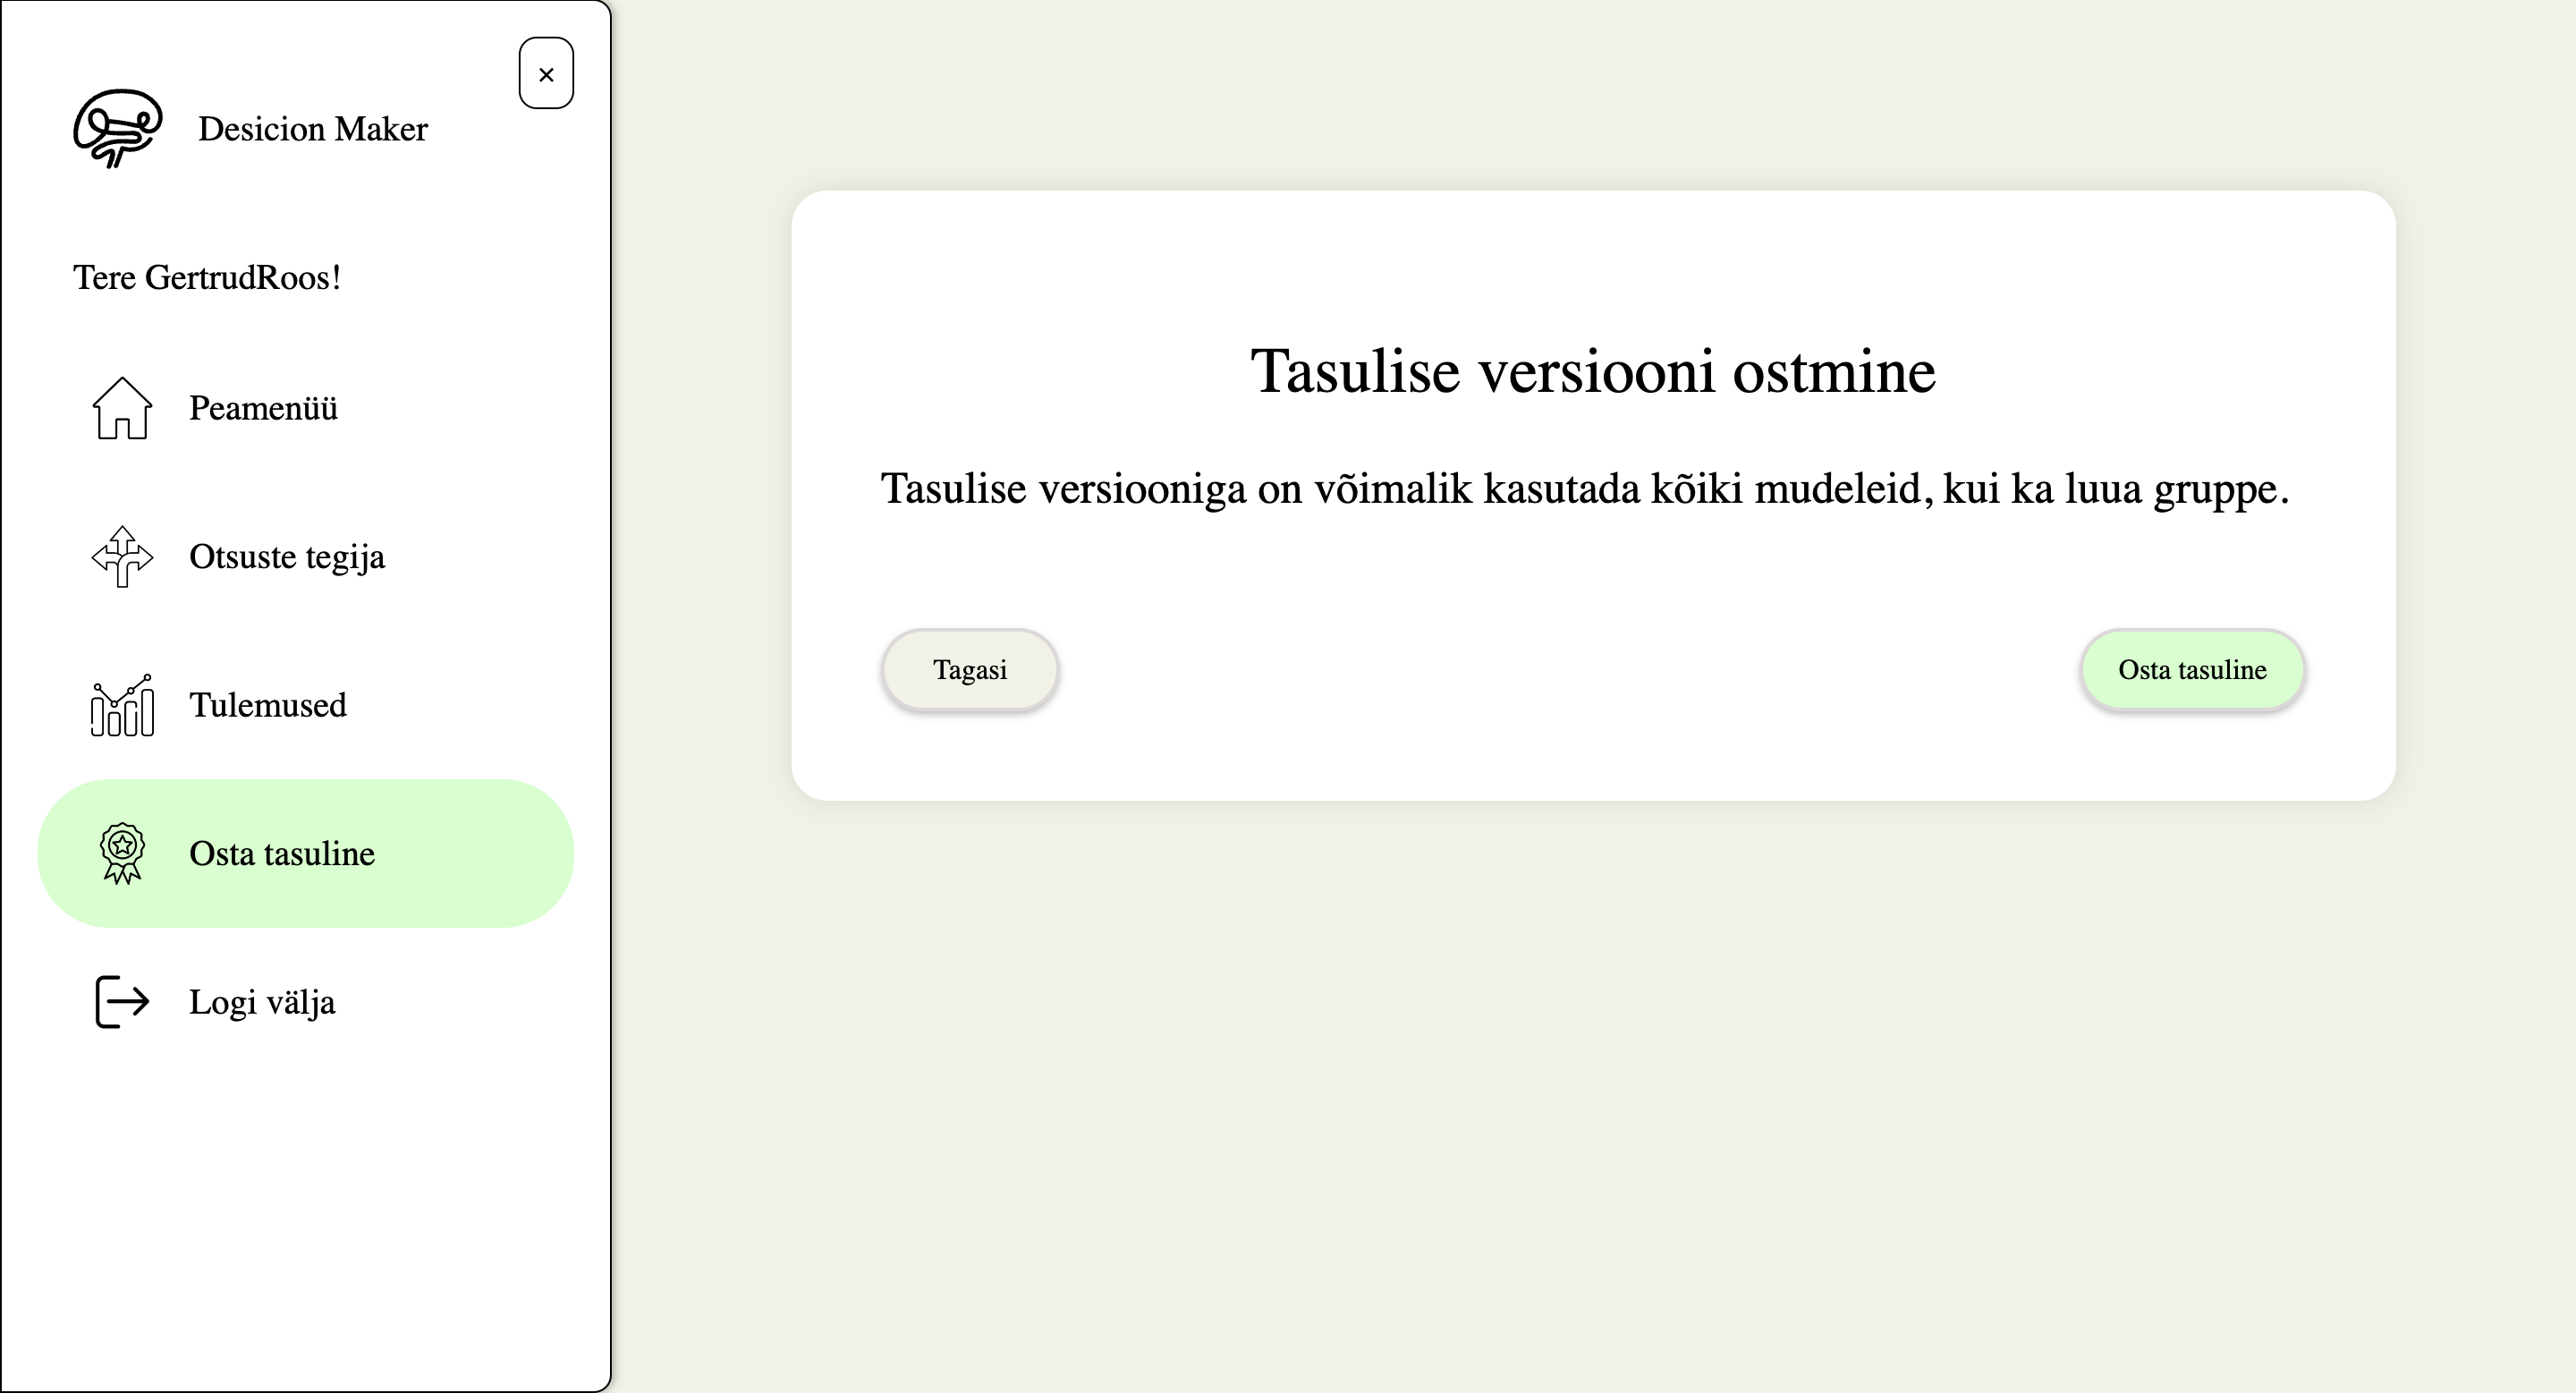 ×
Desicion Maker
Tere GertrudRoos!
Peamenüü
Otsuste tegija
Tulemused
Osta tasuline
Logi välja
Tasulise versiooni ostmine
Tasulise versiooniga on võimalik kasutada kõiki mudeleid, kui ka luua gruppe.
Tagasi
Osta tasuline